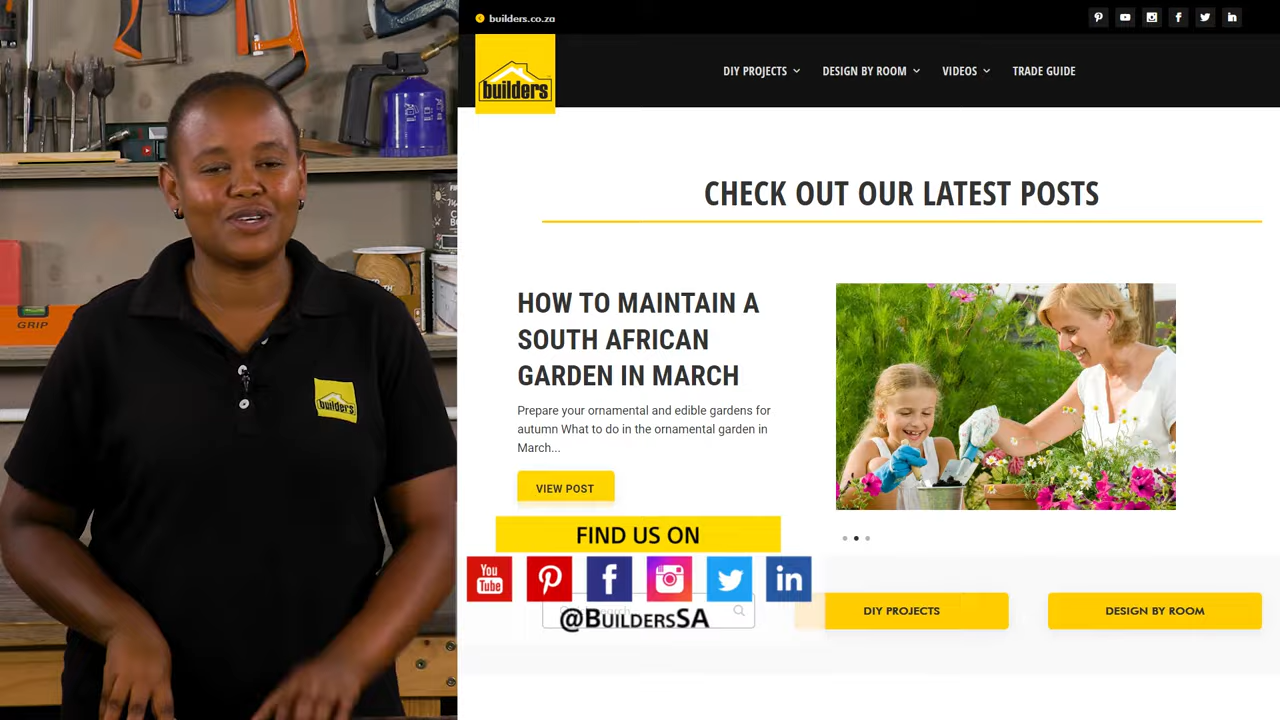 builders.co.za
builders
DIY PROJECTS
DESIGN BY ROOM
VIDEOS
TRADE GUIDE
CHECK OUT OUR LATEST POSTS
HOW TO MAINTAIN A
SOUTH AFRICAN
GARDEN IN MARCH
Prepare your ornamental and edible gardens for
autumn What to do in the ornamental garden in
March...
VIEW POST
FIND US ON
You
Tube
@BUILDERSSA
DIY PROJECTS
DESIGN BY ROOM
GRIP
builders